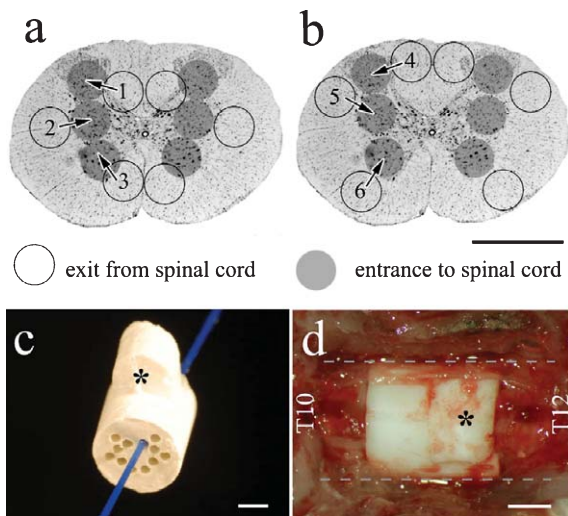 a
b
1
2
3
4
5
6
exit from spinal cord
entrance to spinal cord
c
*
d
T10
*
T12